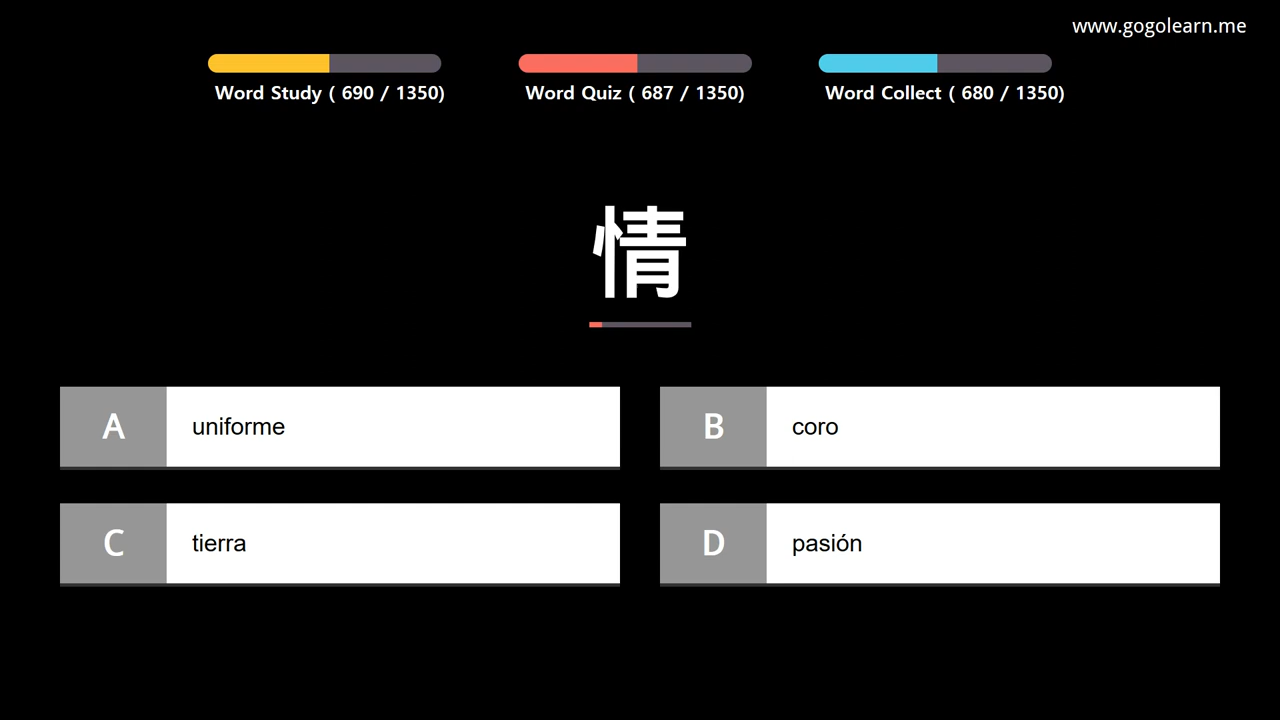 www.gogolearn.me
Word Study ( 690 / 1350)
Word Quiz ( 687 / 1350)
Word Collect ( 680 / 1350)
情
A uniforme
B coro
C tierra
D pasión